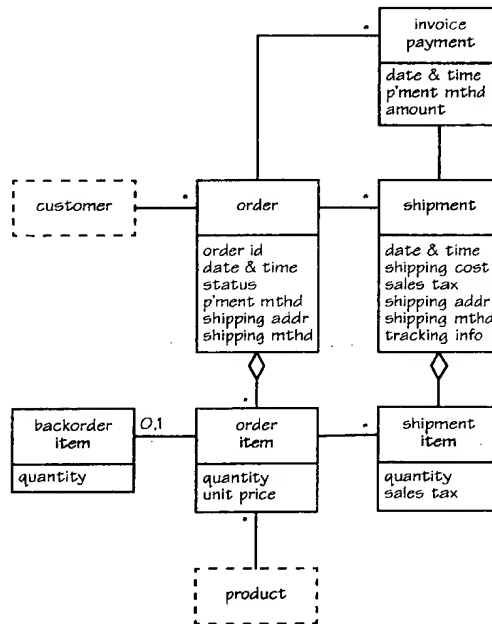 *
invoice
payment
date & time
p'ment mthd
amount
customer
*
order
*
shipment
order id
date & time
status
p'ment mthd
shipping addr
shipping mthd
date & time
shipping cost
sales tax
shipping addr
shipping mthd
tracking info
*
backorder
item
0,1
order
item
*
shipment
item
quantity
quantity
unit price
quantity
sales tax
*
product